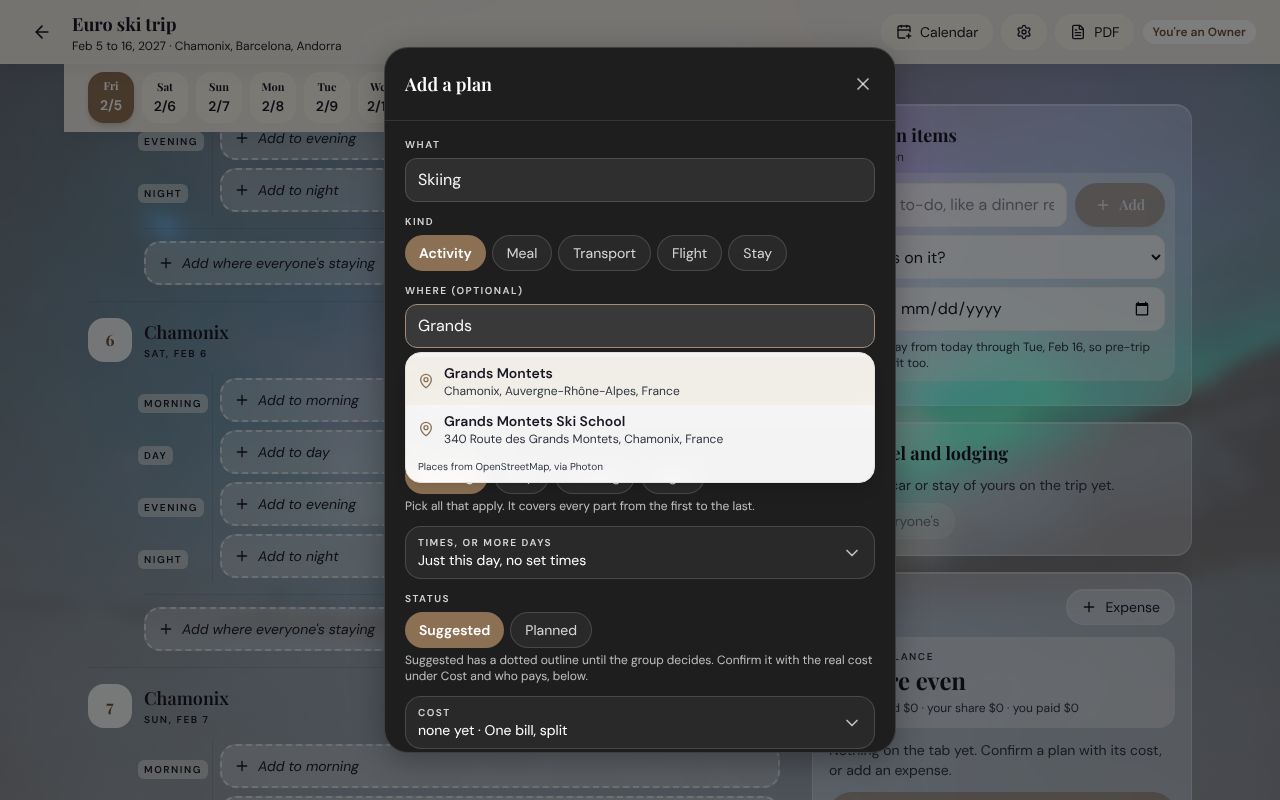 Euro ski trip
Feb 5 to 16, 2027 · Chamonix, Barcelona, Andorra
Calendar
PDF
You're an Owner
Fri 2/5
Sat 2/6
Sun 2/7
Mon 2/8
Tue 2/9
EVENING
Add to evening
NIGHT
Add to night
Add where everyone's staying
6
Chamonix
SAT, FEB 6
MORNING
Add to morning
DAY
Add to day
EVENING
Add to evening
NIGHT
Add to night
Add where everyone's staying
7
Chamonix
SUN, FEB 7
MORNING
Add to morning
Add a plan
WHAT
Skiing
KIND
Activity
Meal
Transport
Flight
Stay
WHERE (OPTIONAL)
Grands
Grands Montets
Chamonix, Auvergne-Rhône-Alpes, France
Grands Montets Ski School
340 Route des Grands Montets, Chamonix, France
Places from OpenStreetMap, via Photon
Pick all that apply. It covers every part from the first to the last.
TIMES, OR MORE DAYS
Just this day, no set times
STATUS
Suggested
Planned
Suggested has a dotted outline until the group decides. Confirm it with the real cost
under Cost and who pays, below.
COST
none yet · One bill, split
items
to-do, like a dinner re
Add
on it?
mm/dd/yyyy
from today through Tue, Feb 16, so pre-trip
fit too.
and lodging
car or stay of yours on the trip yet.
Expense
even
$0 · your share $0 · you paid $0
Nothing on the tab yet. Confirm a plan with its cost,
or add an expense.